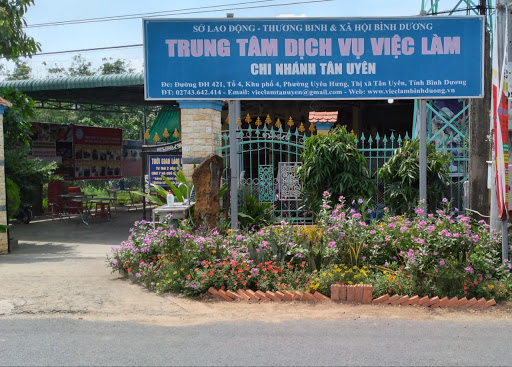 SỞ LAO ĐỘNG - THƯƠNG BINH & XÃ HỘI BÌNH DƯƠNG
TRUNG TÂM DỊCH VỤ VIỆC LÀM
CHI NHÁNH TÂN UYÊN
Đc: Đường ĐH 421, Tổ 4, Khu phố 4, Phường Uyên Hưng, Thị xã Tân Uyên, Tỉnh Bình Dương
ĐT: 02743.642.414 - Email: vieclamtanuyen@gmail.com - Web: www.vieclambinhduong.vn